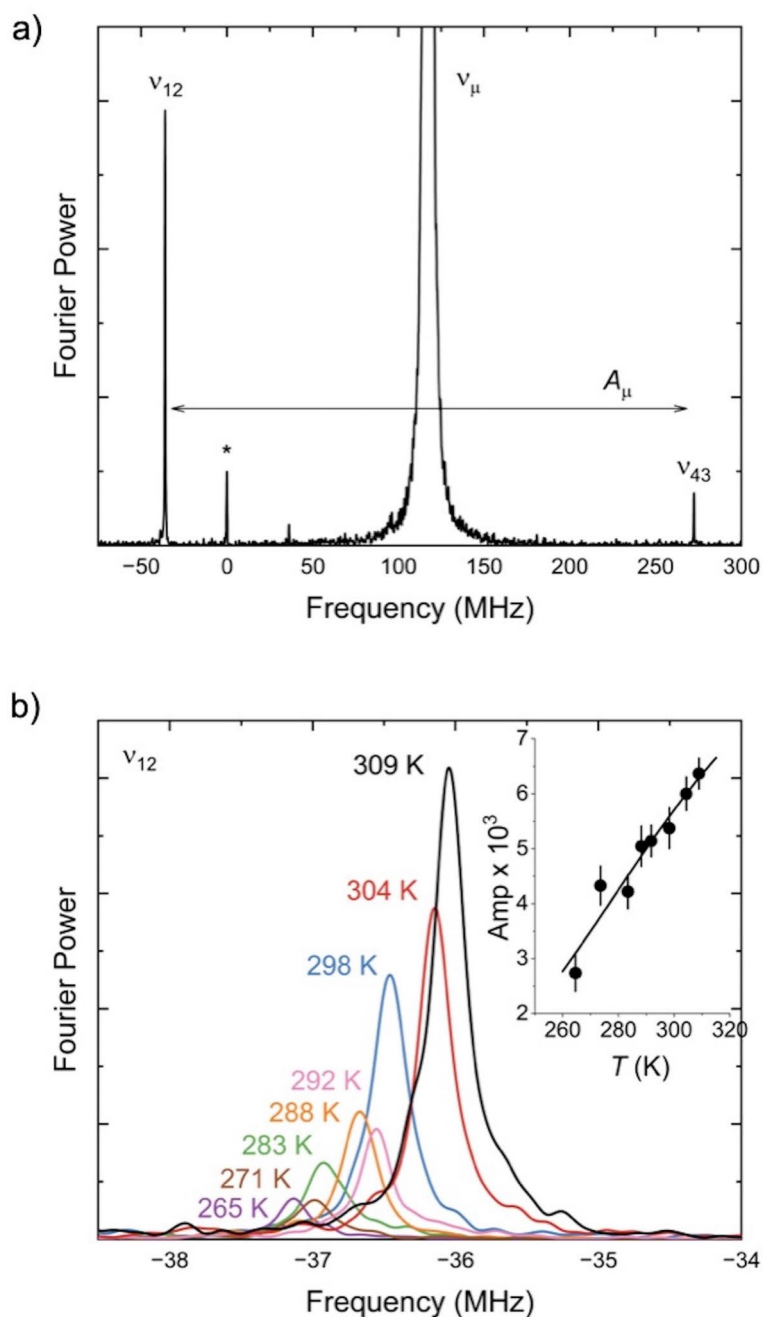 a)
ν12
νμ
Aμ
*
ν43
Fourier Power
−50 0 50 100 150 200 250 300
Frequency (MHz)
b)
ν12
309 K
304 K
298 K
292 K
288 K
283 K
271 K
265 K
Fourier Power
−38 −37 −36 −35 −34
Frequency (MHz)
Amp x 10³
7
6
5
4
3
2
260 280 300 320
T (K)